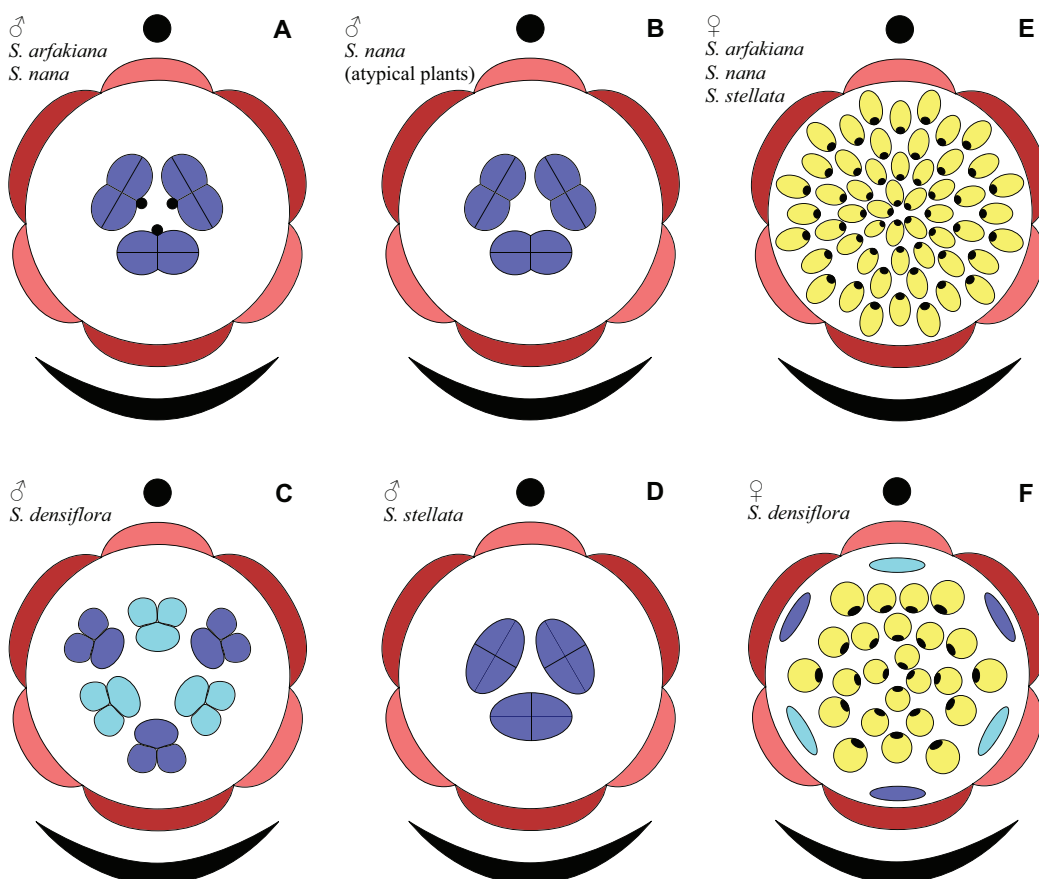 ♂
A
S. arfakiana
S. nana
♂
B
S. nana
(atypical plants)
♀
E
S. arfakiana
S. nana
S. stellata
♂
C
S. densiflora
♂
D
S. stellata
♀
F
S. densiflora